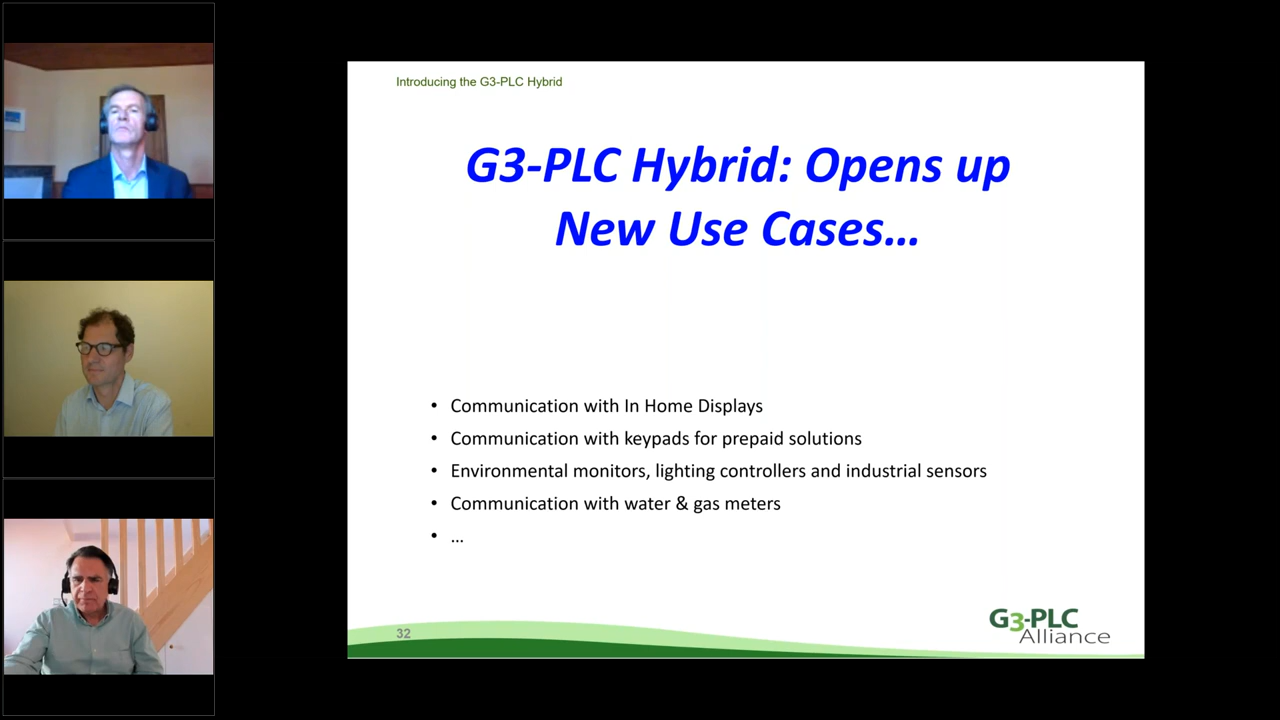 Introducing the G3-PLC Hybrid
G3-PLC Hybrid: Opens up
New Use Cases...
• Communication with In Home Displays
• Communication with keypads for prepaid solutions
• Environmental monitors, lighting controllers and industrial sensors
• Communication with water & gas meters
• ...
32
G3-PLC
Alliance